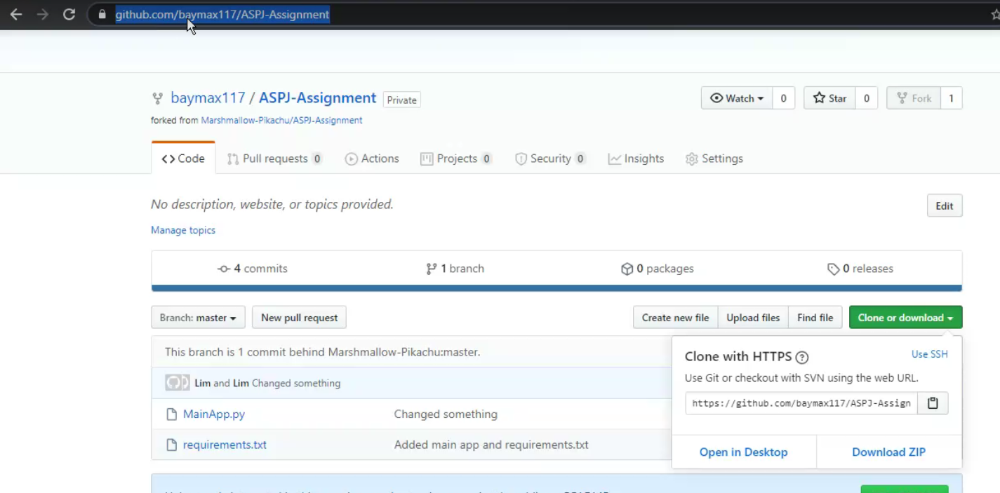 github.com/baymax117/ASPJ-Assignment
baymax117 / ASPJ-Assignment Private
Watch 0 Star 0 Fork 1
forked from Marshmallow-Pikachu/ASPJ-Assignment
Code Pull requests 0 Actions Projects 0 Security 0 Insights Settings
No description, website, or topics provided.
Edit
Manage topics
4 commits 1 branch 0 packages 0 releases
Branch: master New pull request Create new file Upload files Find file Clone or download
This branch is 1 commit behind Marshmallow-Pikachu:master.
Lim and Lim Changed something
MainApp.py Changed something
requirements.txt Added main app and requirements.txt
Clone with HTTPS Use SSH
Use Git or checkout with SVN using the web URL.
https://github.com/baymax117/ASPJ-Assign
Open in Desktop Download ZIP